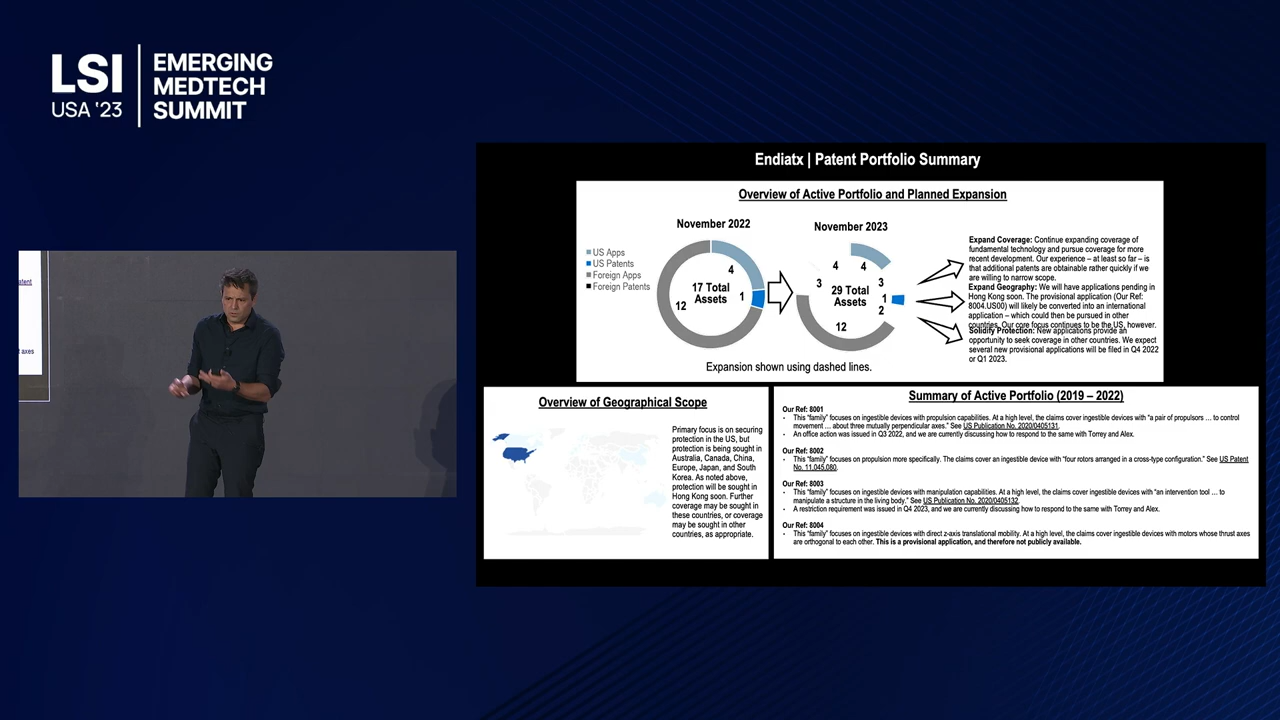 LSI
USA '23
EMERGING
MEDTECH
SUMMIT
Endiatx | Patent Portfolio Summary
Overview of Active Portfolio and Planned Expansion
November 2022
November 2023
US Apps
US Patents
Foreign Apps
Foreign Patents
4
17 Total
Assets
1
12
4
4
3
3
29 Total
Assets
1
2
12
Expansion shown using dashed lines.
Expand Coverage: Continue expanding coverage of
fundamental technology and pursue coverage for more
recent development. Our experience – at least so far – is
that additional patents are obtainable rather quickly if we
are willing to narrow scope.
Expand Geography: We will have applications pending in
Hong Kong soon. The provisional application (Our Ref:
8004.US00) will likely be converted into an international
application – which could then be pursued in other
countries. Our core focus continues to be the US, however.
Solidify Protection: New applications provide an
opportunity to seek coverage in other countries. We expect
several new provisional applications will be filed in Q4 2022
or Q1 2023.
Overview of Geographical Scope
Primary focus is on securing
protection in the US, but
protection is being sought in
Australia, Canada, China,
Europe, Japan, and South
Korea. As noted above,
protection will be sought in
Hong Kong soon. Further
coverage may be sought in
these countries, or coverage
may be sought in other
countries, as appropriate.
Summary of Active Portfolio (2019 – 2022)
Our Ref: 8001
• This “family” focuses on ingestible devices with propulsion capabilities. At a high level, the claims cover ingestible devices with “a pair of propulsors … to control
movement … about three mutually perpendicular axes.” See US Publication No. 2020/0405131.
• An office action was issued in Q3 2022, and we are currently discussing how to respond to the same with Torrey and Alex.
Our Ref: 8002
• This “family” focuses on propulsion more specifically. The claims cover an ingestible device with “four rotors arranged in a cross-type configuration.” See US Patent
No. 11,045,080.
Our Ref: 8003
• This “family” focuses on ingestible devices with manipulation capabilities. At a high level, the claims cover ingestible devices with “an intervention tool … to
manipulate a structure in the living body.” See US Publication No. 2020/0405132.
• A restriction requirement was issued in Q4 2023, and we are currently discussing how to respond to the same with Torrey and Alex.
Our Ref: 8004
• This “family” focuses on ingestible devices with direct z-axis translational mobility. At a high level, the claims cover ingestible devices with motors whose thrust axes
are orthogonal to each other. This is a provisional application, and therefore not publicly available.
atent
t axes